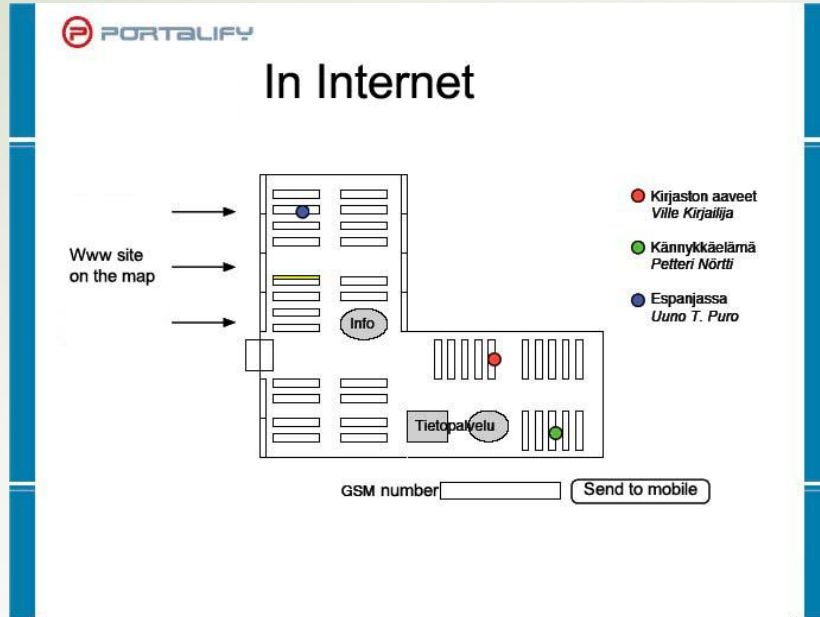 PORTALIFY
In Internet
Www site
on the map
Info
Tietopalvelu
Kirjaston aaveet
Ville Kirjailija
Kännykkäelämä
Petteri Nörtti
Espanjassa
Uuno T. Puro
GSM number
Send to mobile